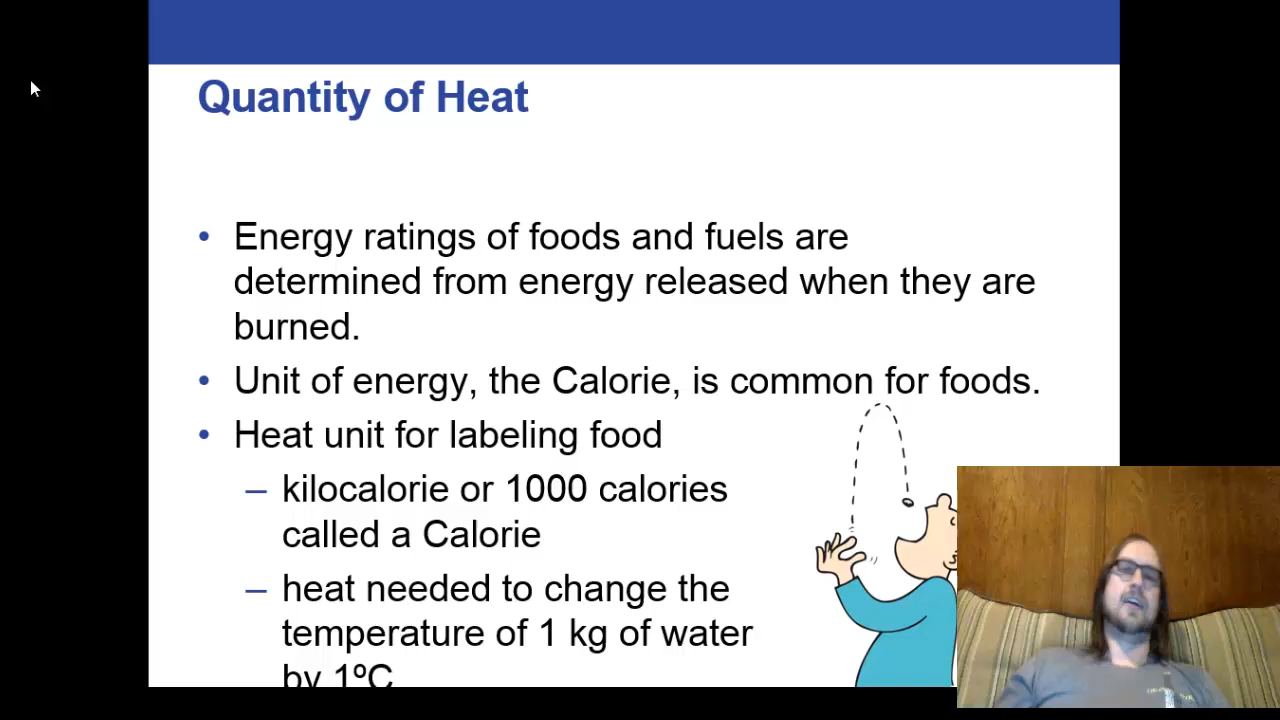 Quantity of Heat
• Energy ratings of foods and fuels are
determined from energy released when they are
burned.
• Unit of energy, the Calorie, is common for foods.
• Heat unit for labeling food
– kilocalorie or 1000 calories
called a Calorie
– heat needed to change the
temperature of 1 kg of water
by 1ºC